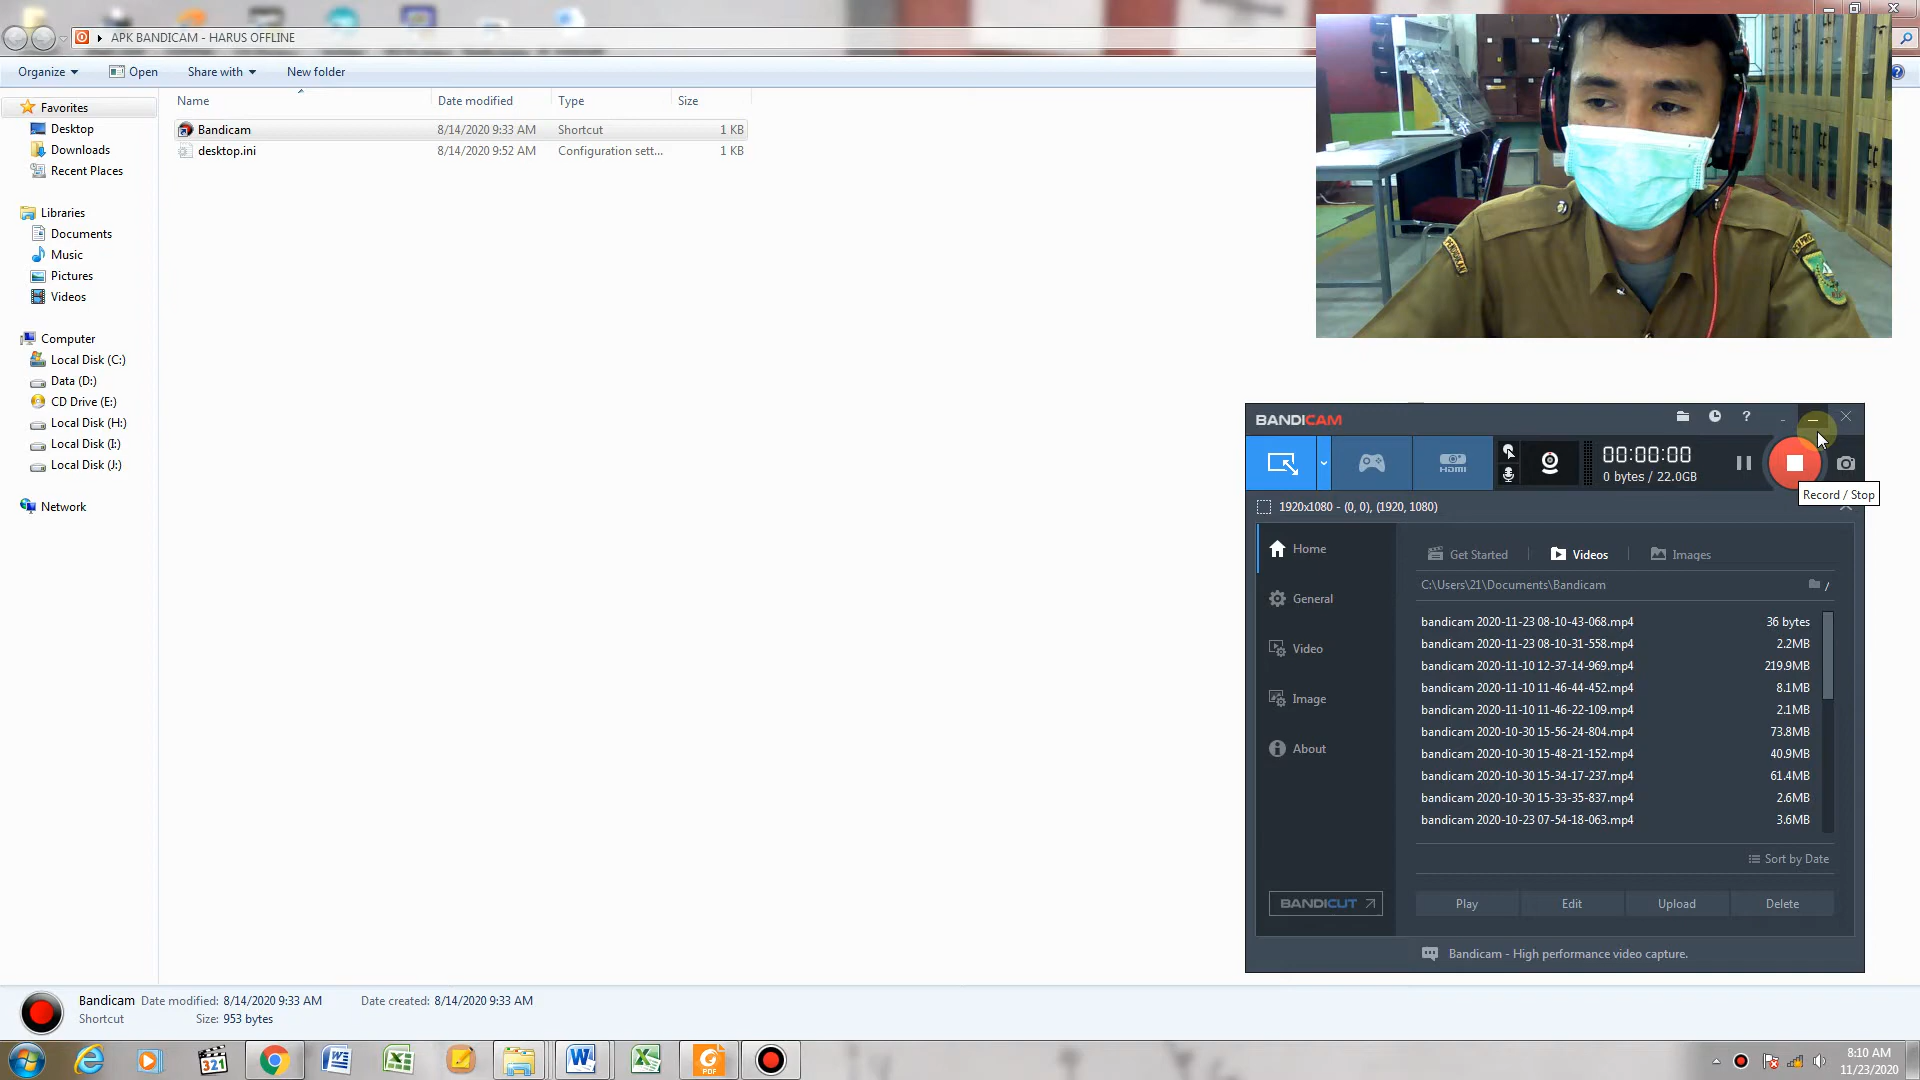 APK BANDICAM - HARUS OFFLINE
Organize Open Share with New folder
Name Date modified Type Size
Bandicam 8/14/2020 9:33 AM Shortcut 1 KB
desktop.ini 8/14/2020 9:52 AM Configuration sett... 1 KB
Favorites
Desktop
Downloads
Recent Places
Libraries
Documents
Music
Pictures
Videos
Computer
Local Disk (C:)
Data (D:)
CD Drive (E:)
Local Disk (H:)
Local Disk (I:)
Local Disk (J:)
Network
BANDICAM
?
HDMI
00:00:00
0 bytes / 22.0GB
Record / Stop
1920x1080 - (0, 0), (1920, 1080)
Home
General
Video
Image
About
BANDICUT
Get Started Videos Images
C:\Users\21\Documents\Bandicam /
bandicam 2020-11-23 08-10-43-068.mp4 36 bytes
bandicam 2020-11-23 08-10-31-558.mp4 2.2MB
bandicam 2020-11-10 12-37-14-969.mp4 219.9MB
bandicam 2020-11-10 11-46-44-452.mp4 8.1MB
bandicam 2020-11-10 11-46-22-109.mp4 2.1MB
bandicam 2020-10-30 15-56-24-804.mp4 73.8MB
bandicam 2020-10-30 15-48-21-152.mp4 40.9MB
bandicam 2020-10-30 15-34-17-237.mp4 61.4MB
bandicam 2020-10-30 15-33-35-837.mp4 2.6MB
bandicam 2020-10-23 07-54-18-063.mp4 3.6MB
Sort by Date
Play Edit Upload Delete
Bandicam - High performance video capture.
Bandicam Date modified: 8/14/2020 9:33 AM Date created: 8/14/2020 9:33 AM
Shortcut Size: 953 bytes
321
PDF
8:10 AM
11/23/2020